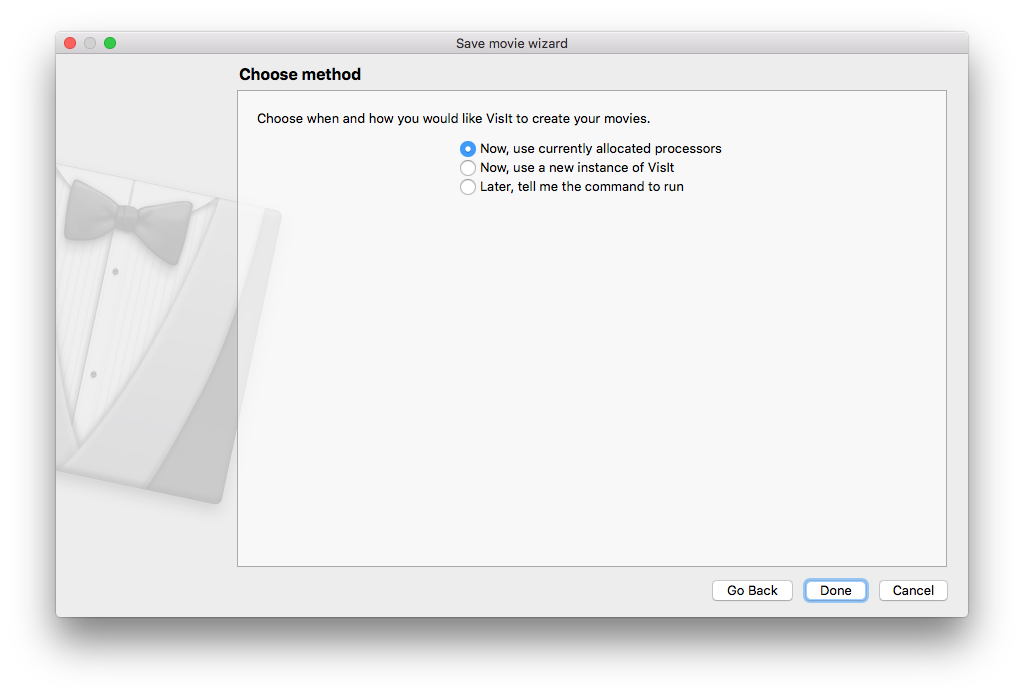 Save movie wizard
Choose method
Choose when and how you would like VisIt to create your movies.
Now, use currently allocated processors
Now, use a new instance of VisIt
Later, tell me the command to run
Go Back
Done
Cancel